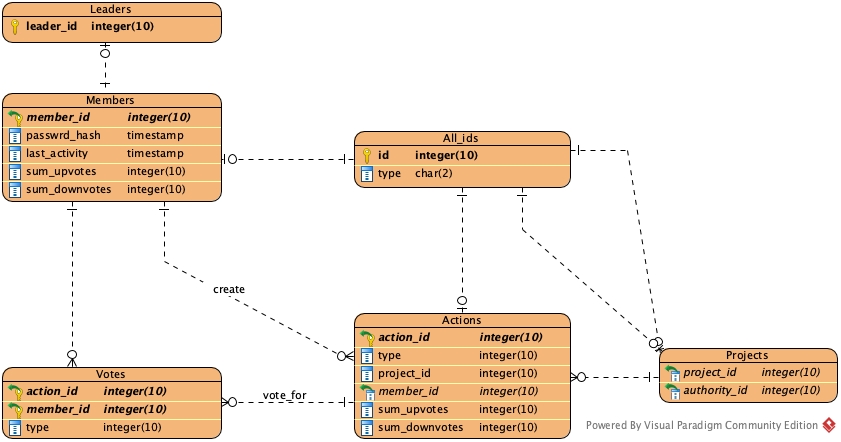 Leaders
leader_id integer(10)
Members
member_id integer(10)
passwrd_hash timestamp
last_activity timestamp
sum_upvotes integer(10)
sum_downvotes integer(10)
All_ids
id integer(10)
type char(2)
create
Actions
action_id integer(10)
type integer(10)
project_id integer(10)
member_id integer(10)
sum_upvotes integer(10)
sum_downvotes integer(10)
Projects
project_id integer(10)
authority_id integer(10)
Votes
action_id integer(10)
member_id integer(10)
type integer(10)
vote_for
Powered By Visual Paradigm Community Edition